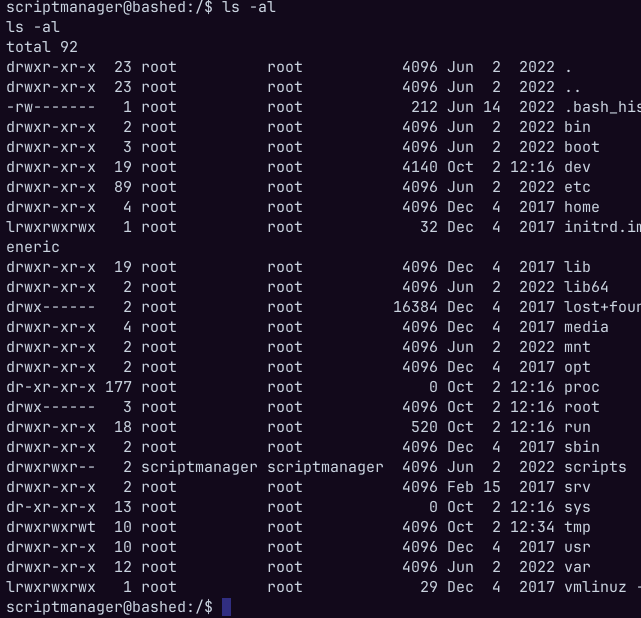 scriptmanager@bashed:/$ ls -al
ls -al
total 92
drwxr-xr-x  23 root          root           4096 Jun  2  2022 .
drwxr-xr-x  23 root          root           4096 Jun  2  2022 ..
-rw-------   1 root          root            212 Jun 14  2022 .bash_his
drwxr-xr-x   2 root          root           4096 Jun  2  2022 bin
drwxr-xr-x   3 root          root           4096 Jun  2  2022 boot
drwxr-xr-x  19 root          root           4140 Oct  2 12:16 dev
drwxr-xr-x  89 root          root           4096 Jun  2  2022 etc
drwxr-xr-x   4 root          root           4096 Dec  4  2017 home
lrwxrwxrwx   1 root          root             32 Dec  4  2017 initrd.im
eneric
drwxr-xr-x  19 root          root           4096 Dec  4  2017 lib
drwxr-xr-x   2 root          root           4096 Jun  2  2022 lib64
drwx------   2 root          root          16384 Dec  4  2017 lost+foun
drwxr-xr-x   4 root          root           4096 Dec  4  2017 media
drwxr-xr-x   2 root          root           4096 Jun  2  2022 mnt
drwxr-xr-x   2 root          root           4096 Dec  4  2017 opt
dr-xr-xr-x 177 root          root              0 Oct  2 12:16 proc
drwx------   3 root          root           4096 Oct  2 12:16 root
drwxr-xr-x  18 root          root            520 Oct  2 12:16 run
drwxr-xr-x   2 root          root           4096 Dec  4  2017 sbin
drwxrwxr--   2 scriptmanager scriptmanager  4096 Jun  2  2022 scripts
drwxr-xr-x   2 root          root           4096 Feb 15  2017 srv
dr-xr-xr-x  13 root          root              0 Oct  2 12:16 sys
drwxrwxrwt  10 root          root           4096 Oct  2 12:34 tmp
drwxr-xr-x  10 root          root           4096 Dec  4  2017 usr
drwxr-xr-x  12 root          root           4096 Jun  2  2022 var
lrwxrwxrwx   1 root          root             29 Dec  4  2017 vmlinuz -
scriptmanager@bashed:/$